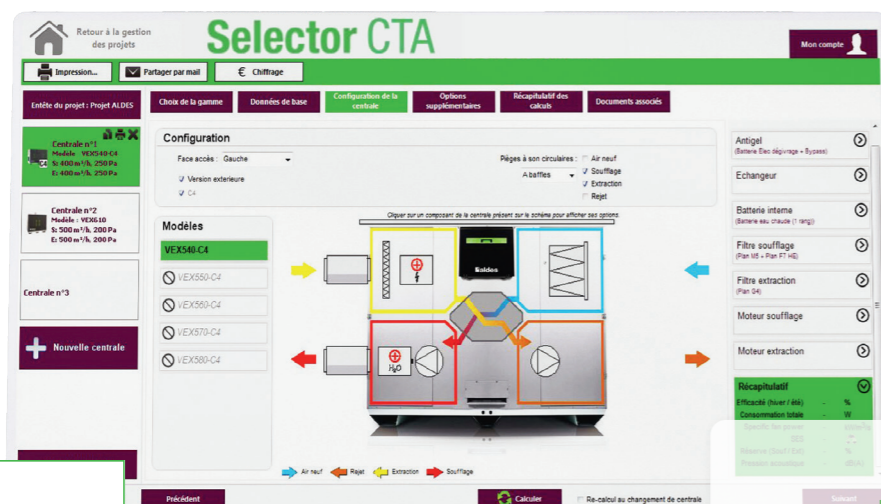 Retour à la gestion
des projets
Selector CTA
Mon compte
Impression...
Partager par mail
€ Chiffrage
Entête du projet : Projet ALDES
Choix de la gamme
Données de base
Configuration de la
centrale
Options
supplémentaires
Récapitulatif des
calculs
Documents associés
Centrale n°1
Modèle : VEX540-C4
S: 400 m³/h, 250 Pa
E: 400 m³/h, 250 Pa
C4
Centrale n°2
Modèle : VEX610
S: 500 m³/h, 200 Pa
E: 500 m³/h, 200 Pa
Centrale n°3
Nouvelle centrale
Configuration
Face accès : Gauche
Version exterieure
C4
Pièges à son circulaires :
A baffles
Air neuf
Soufflage
Extraction
Rejet
Modèles
VEX540-C4
VEX550-C4
VEX560-C4
VEX570-C4
VEX580-C4
Cliquer sur un composant de la centrale présent sur le schéma pour afficher ses options.
aldes
H₂O
Air neuf
Rejet
Extraction
Soufflage
Antigel
(Batterie Elec dégivrage + Bypass)
Echangeur
Batterie interne
(Batterie eau chaude (1 rang))
Filtre soufflage
(Plan M5 + Plan F7 HE)
Filtre extraction
(Plan G4)
Moteur soufflage
Moteur extraction
Récapitulatif
Efficacité (hiver / été) - %
Consommation totale - W
Specific fan power
Précédent
Calculer
Re-calcul au changement de centrale
Suivant